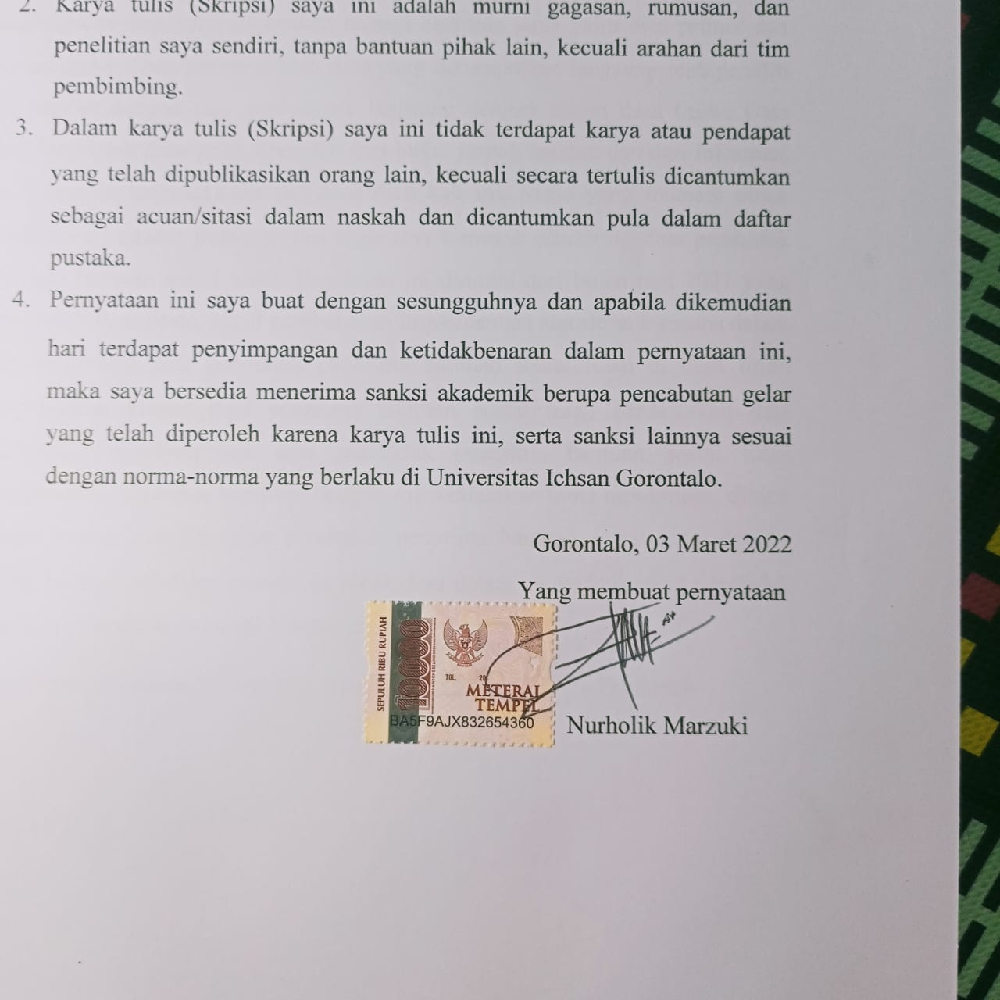 2. Karya tulis (Skripsi) saya ini adalah murni gagasan, rumusan, dan
penelitian saya sendiri, tanpa bantuan pihak lain, kecuali arahan dari tim
pembimbing.
3. Dalam karya tulis (Skripsi) saya ini tidak terdapat karya atau pendapat
yang telah dipublikasikan orang lain, kecuali secara tertulis dicantumkan
sebagai acuan/sitasi dalam naskah dan dicantumkan pula dalam daftar
pustaka.
4. Pernyataan ini saya buat dengan sesungguhnya dan apabila dikemudian
hari terdapat penyimpangan dan ketidakbenaran dalam pernyataan ini,
maka saya bersedia menerima sanksi akademik berupa pencabutan gelar
yang telah diperoleh karena karya tulis ini, serta sanksi lainnya sesuai
dengan norma-norma yang berlaku di Universitas Ichsan Gorontalo.
Gorontalo, 03 Maret 2022
Yang membuat pernyataan
SEPULUH RIBU RUPIAH
10000
TGL. 20
METERAI
TEMPEL
BA5F9AJX832654360
Nurholik Marzuki